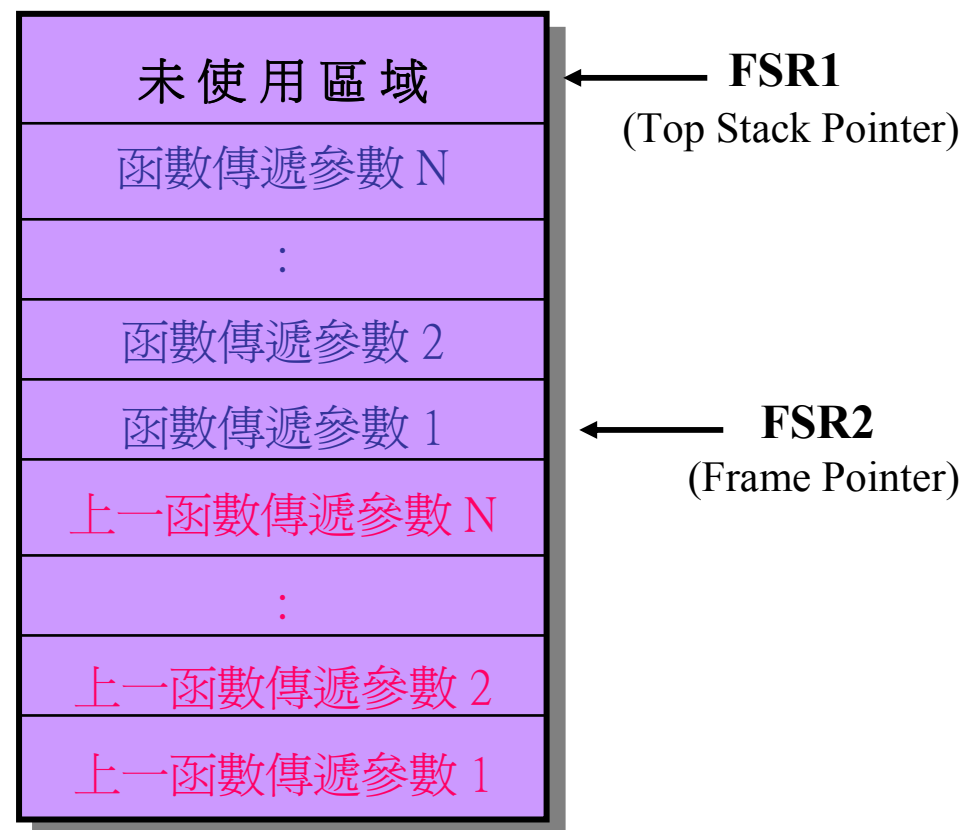 未使用區域
FSR1
(Top Stack Pointer)
函數傳遞參數 N
:
函數傳遞參數 2
函數傳遞參數 1
FSR2
(Frame Pointer)
上一函數傳遞參數 N
:
上一函數傳遞參數 2
上一函數傳遞參數 1